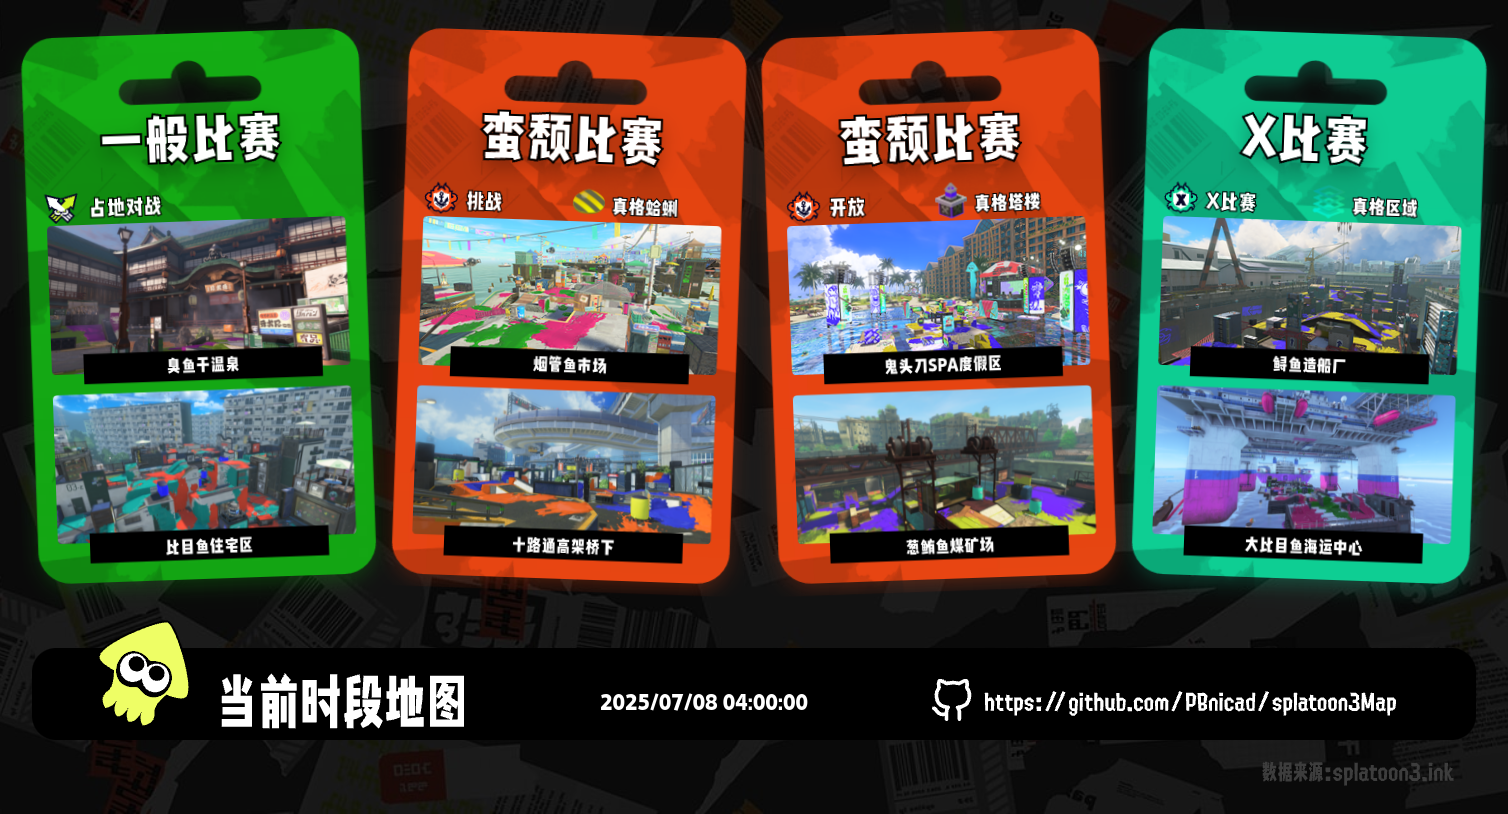 一般比赛
占地对战
臭鱼干温泉
比目鱼住宅区
蛮颓比赛
挑战
真格蛤蜊
烟管鱼市场
十路通高架桥下
蛮颓比赛
开放
真格塔楼
鬼头刀SPA度假区
葱鲔鱼煤矿场
X比赛
X比赛
真格区域
鲟鱼造船厂
大比目鱼海运中心
当前时段地图
2025/07/08 04:00:00
https://github.com/PBnicad/splatoon3Map
数据来源:splatoon3.ink